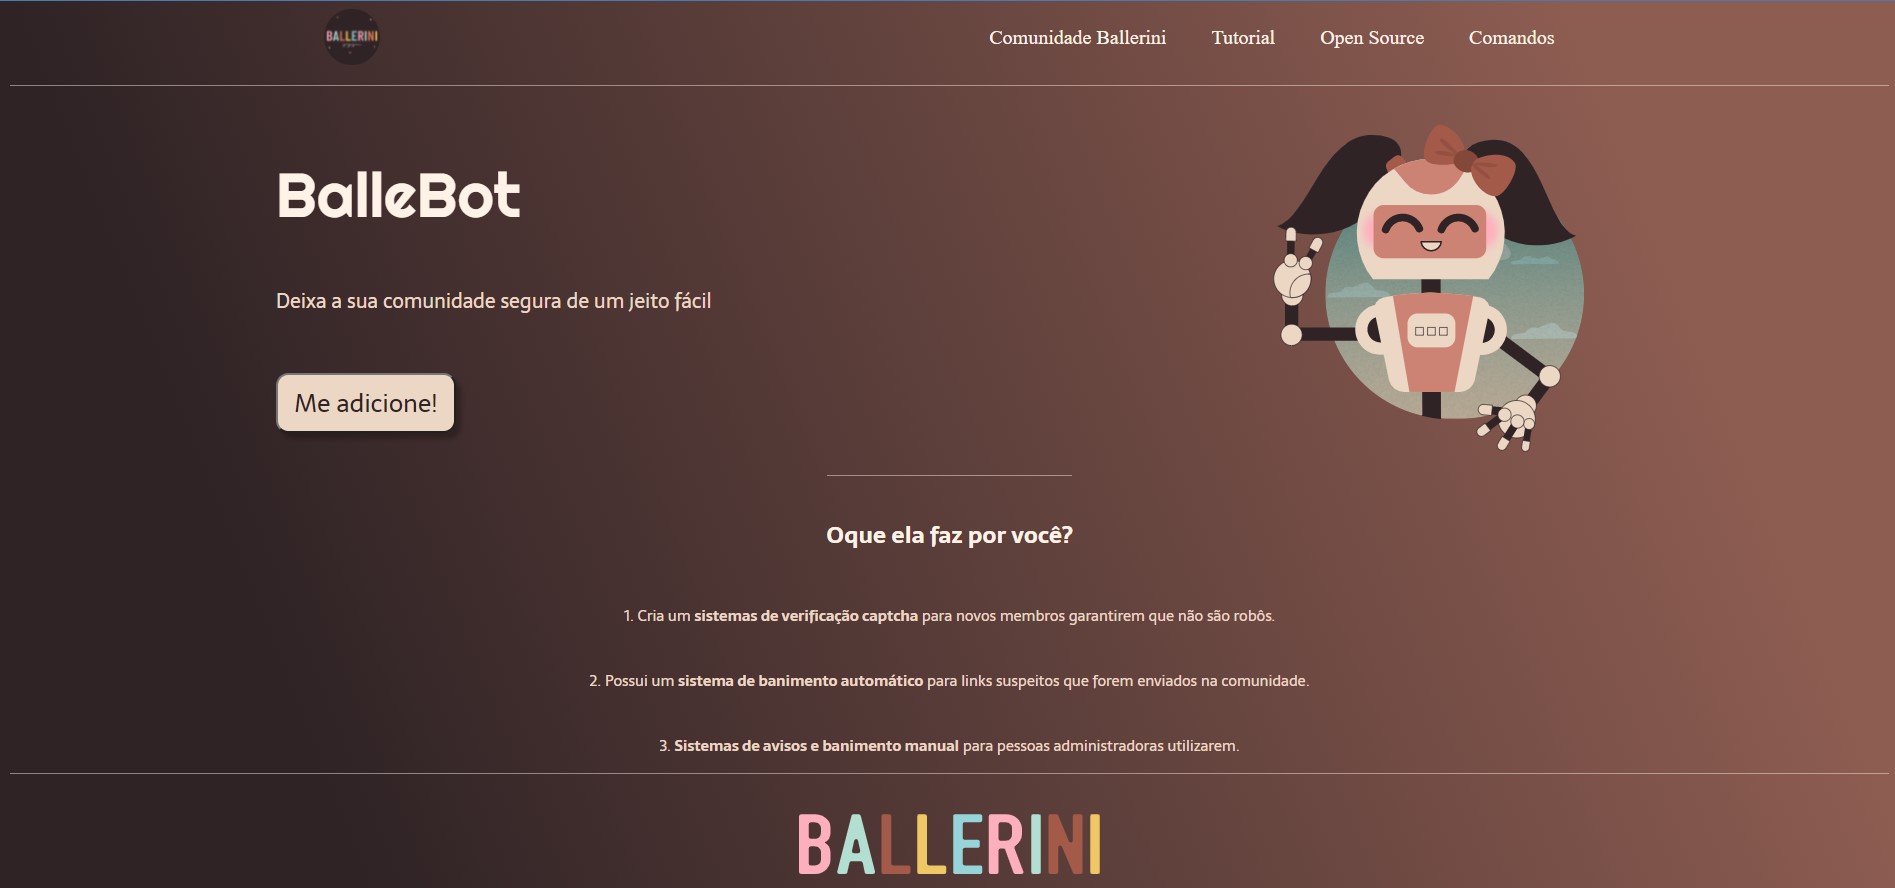 BALLERINI
Comunidade Ballerini Tutorial Open Source Comandos
BalleBot
Deixa a sua comunidade segura de um jeito fácil
Me adicione!
Oque ela faz por você?
1. Cria um sistemas de verificação captcha para novos membros garantirem que não são robôs.
2. Possui um sistema de banimento automático para links suspeitos que forem enviados na comunidade.
3. Sistemas de avisos e banimento manual para pessoas administradoras utilizarem.
BALLERINI